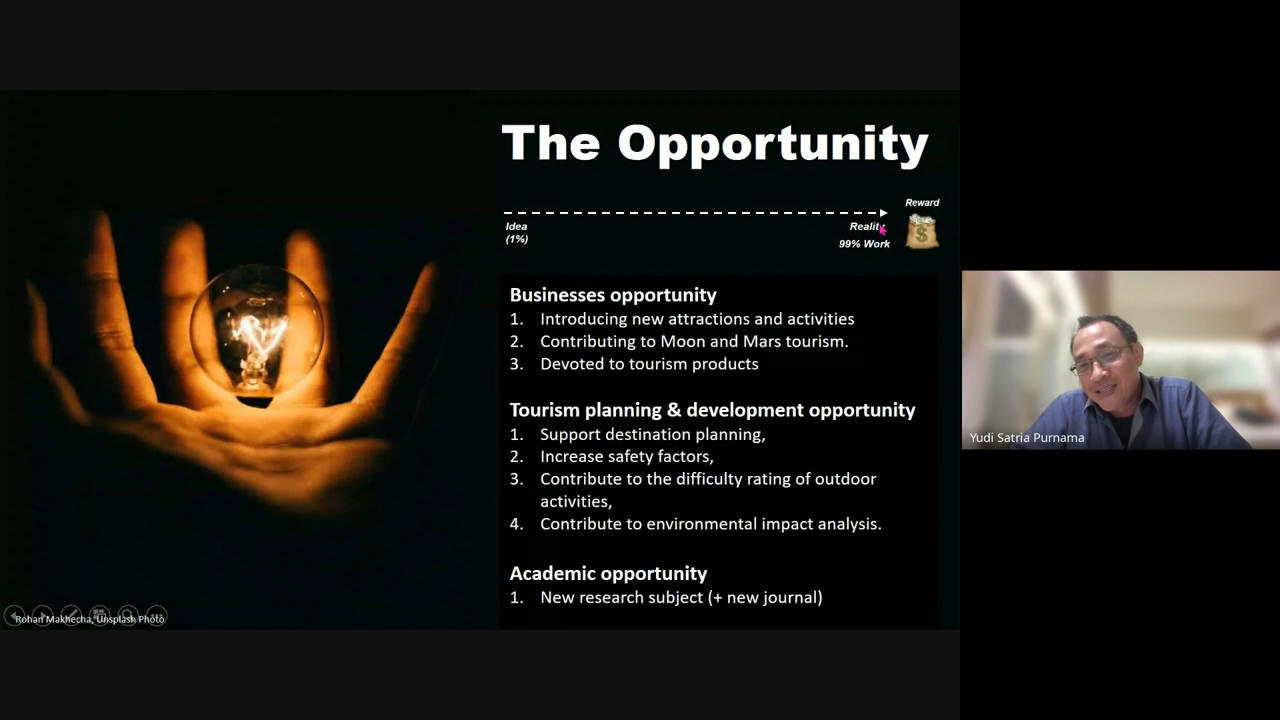 The Opportunity
Reward
Idea
(1%)
Reality
99% Work
$
Businesses opportunity
1. Introducing new attractions and activities
2. Contributing to Moon and Mars tourism.
3. Devoted to tourism products
Tourism planning & development opportunity
1. Support destination planning,
2. Increase safety factors,
3. Contribute to the difficulty rating of outdoor
activities,
4. Contribute to environmental impact analysis.
Academic opportunity
1. New research subject (+ new journal)
Rohan Makhecha, Unsplash Photo
Yudi Satria Purnama